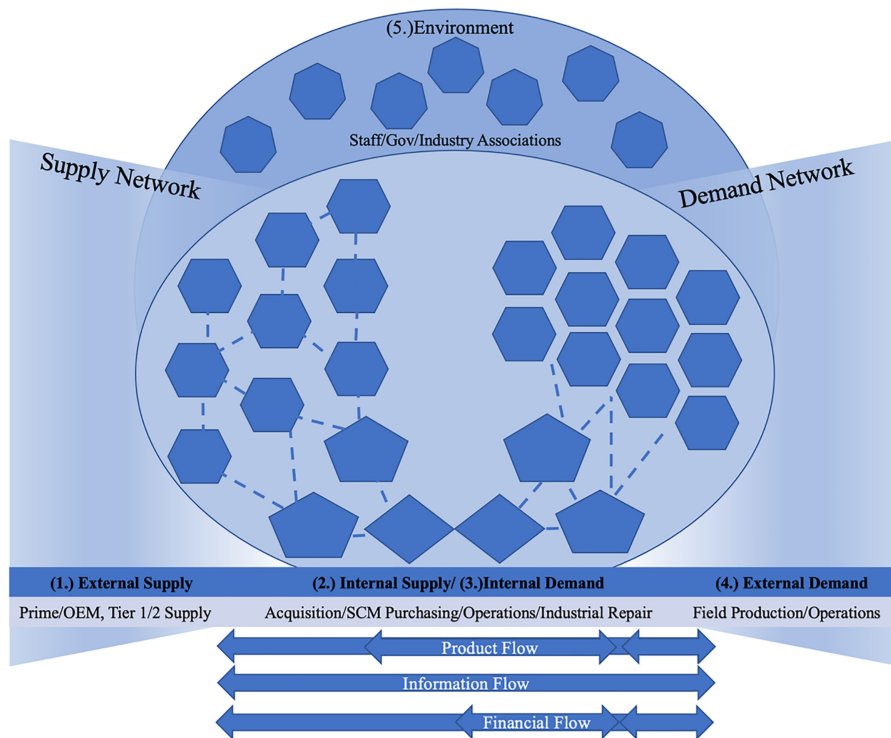 (5.)Environment
Staff/Gov/Industry Associations
Supply Network
Demand Network
(1.) External Supply
(2.) Internal Supply/ (3.)Internal Demand
(4.) External Demand
Prime/OEM, Tier 1/2 Supply
Acquisition/SCM Purchasing/Operations/Industrial Repair
Field Production/Operations
Product Flow
Information Flow
Financial Flow